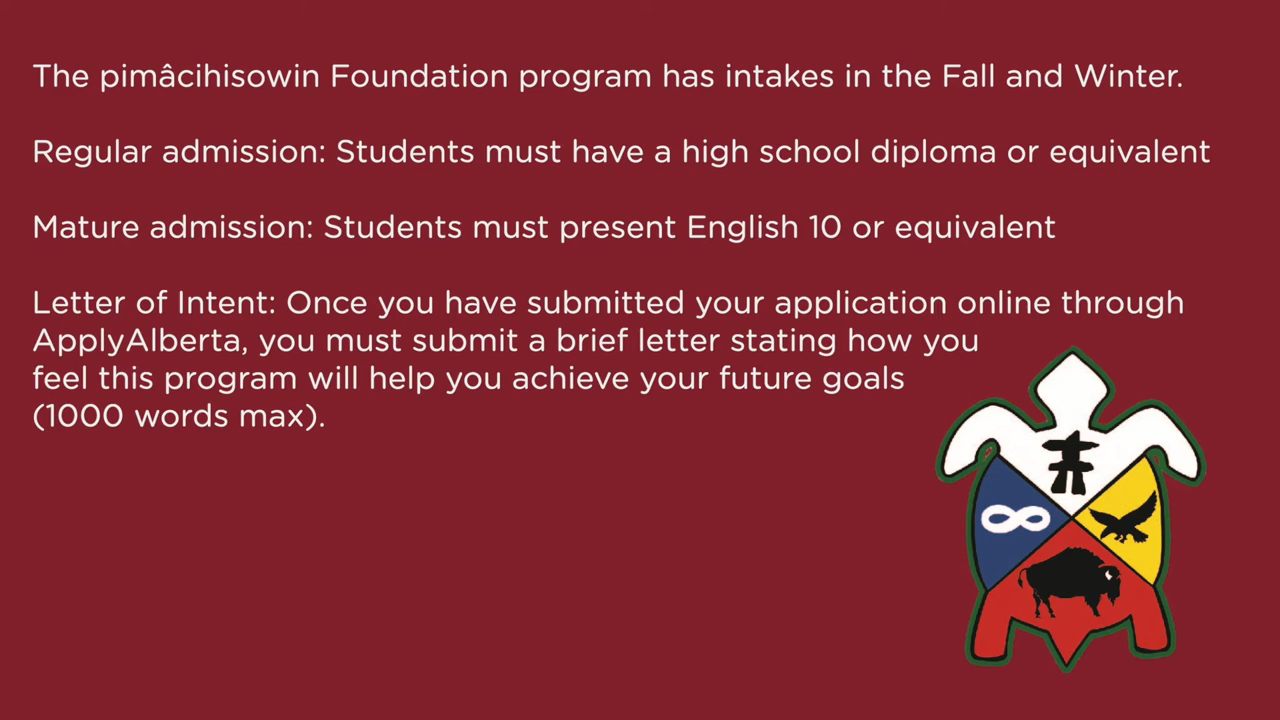 The pimâcihisowin Foundation program has intakes in the Fall and Winter.
Regular admission: Students must have a high school diploma or equivalent
Mature admission: Students must present English 10 or equivalent
Letter of Intent: Once you have submitted your application online through
ApplyAlberta, you must submit a brief letter stating how you
feel this program will help you achieve your future goals
(1000 words max).